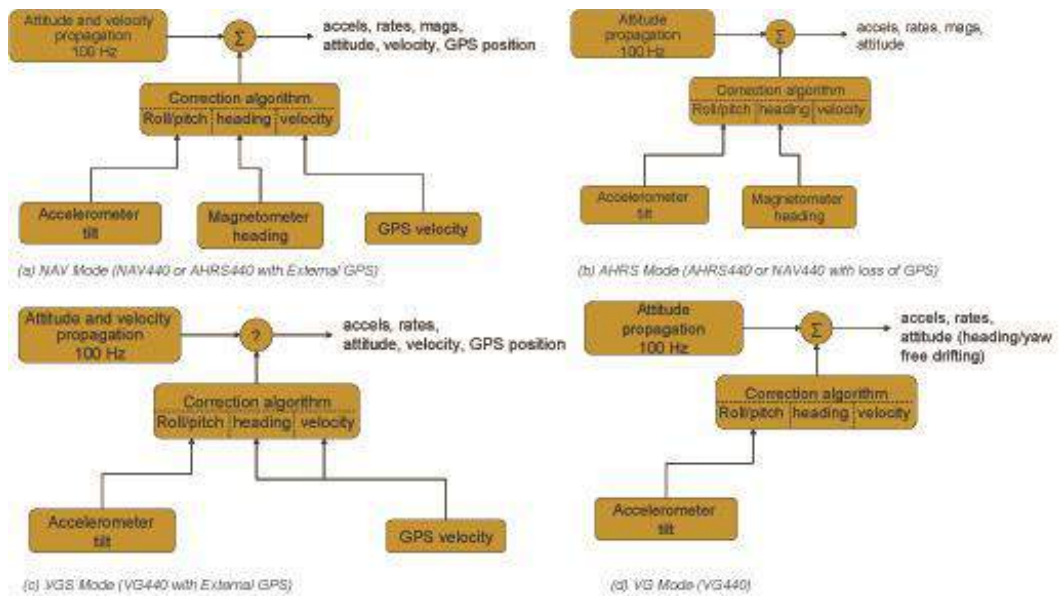 Attitude and velocity
propagation
100 Hz
Σ
accels, rates, mags,
attitude, velocity, GPS position
Correction algorithm
Roll/pitch heading velocity
Accelerometer
tilt
Magnetometer
heading
GPS velocity
(a) NAV Mode (NAV440 or AHRS440 with External GPS)
Attitude
propagation
100 Hz
Σ
accels, rates, mags,
attitude
Correction algorithm
Roll/pitch heading velocity
Accelerometer
tilt
Magnetometer
heading
(b) AHRS Mode (AHRS440 or NAV440 with loss of GPS)
Attitude and velocity
propagation
100 Hz
?
accels, rates,
attitude, velocity, GPS position
Correction algorithm
Roll/pitch heading velocity
Accelerometer
tilt
GPS velocity
(c) VGS Mode (VG440 with External GPS)
Attitude
propagation
100 Hz
Σ
accels, rates,
attitude (heading/yaw
free drifting)
Correction algorithm
Roll/pitch heading velocity
Accelerometer
tilt
(d) VG Mode (VG440)